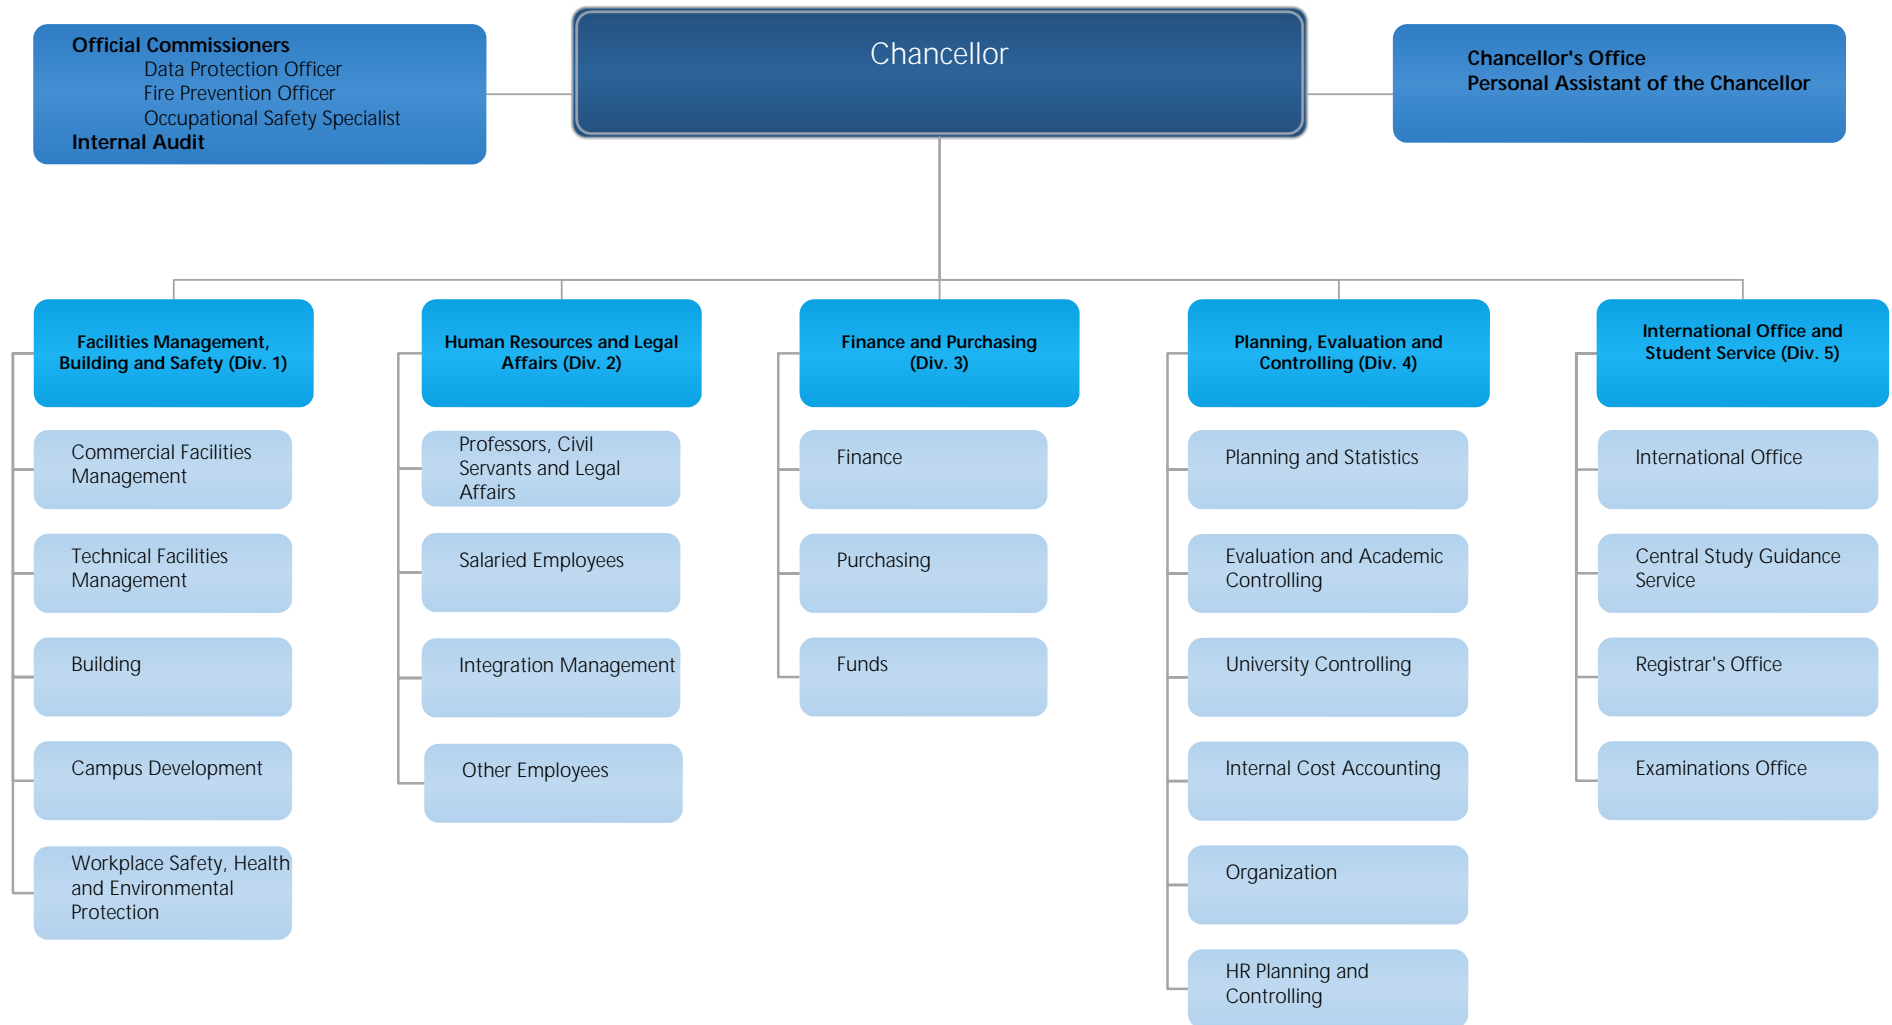 Official Commissioners
Data Protection Officer
Fire Prevention Officer
Occupational Safety Specialist
Internal Audit
Chancellor
Chancellor's Office
Personal Assistant of the Chancellor
Facilities Management,
Building and Safety (Div. 1)
Commercial Facilities
Management
Technical Facilities
Management
Building
Campus Development
Workplace Safety, Health
and Environmental
Protection
Human Resources and Legal
Affairs (Div. 2)
Professors, Civil
Servants and Legal
Affairs
Salaried Employees
Integration Management
Other Employees
Finance and Purchasing
(Div. 3)
Finance
Purchasing
Funds
Planning, Evaluation and
Controlling (Div. 4)
Planning and Statistics
Evaluation and Academic
Controlling
University Controlling
Internal Cost Accounting
Organization
HR Planning and
Controlling
International Office and
Student Service (Div. 5)
International Office
Central Study Guidance
Service
Registrar's Office
Examinations Office